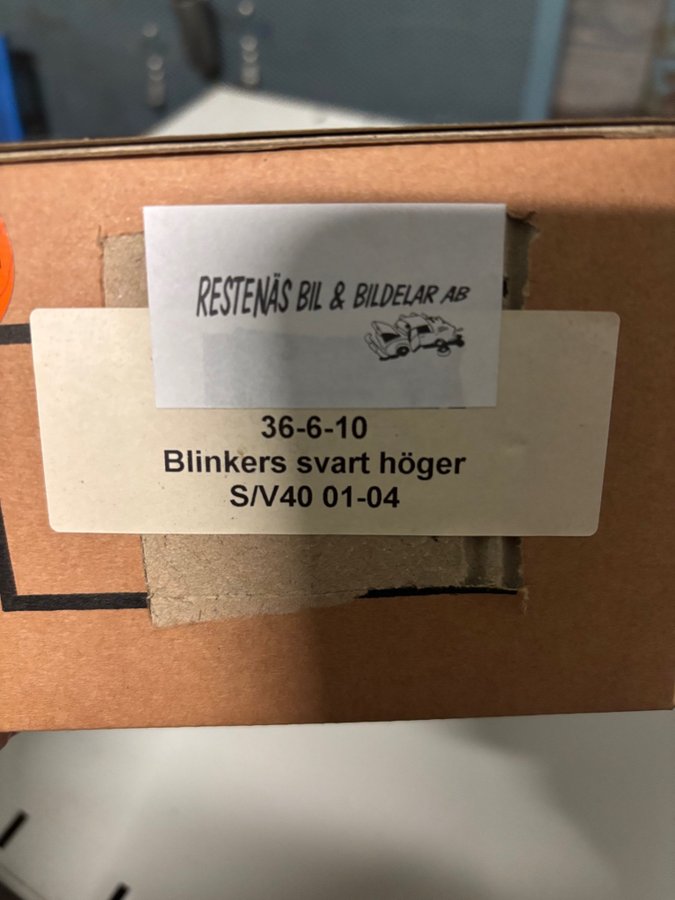 RESTENÄS BIL & BILDELAR AB
36-6-10
Blinkers svart höger
S/V40 01-04